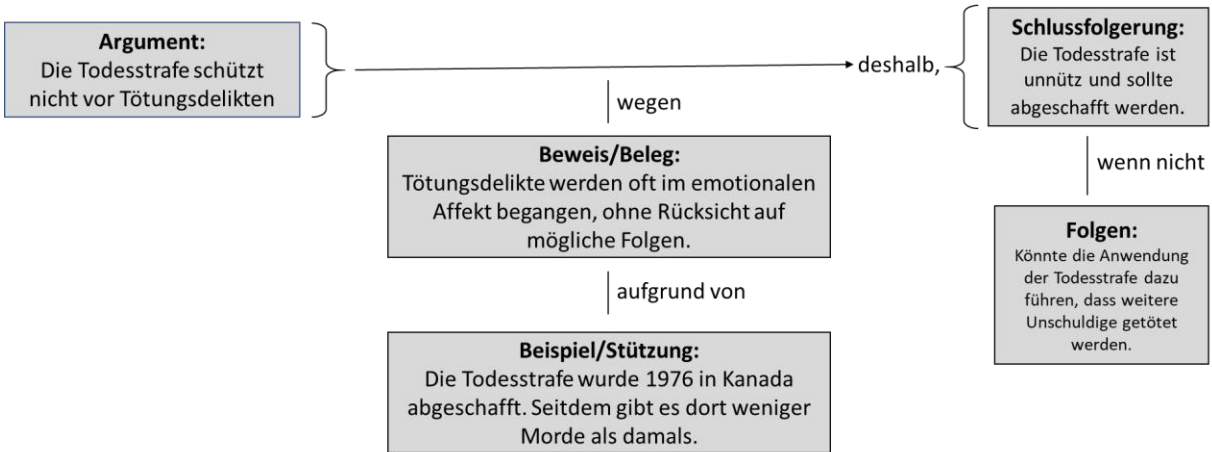 Argument:
Die Todesstrafe schützt
nicht vor Tötungsdelikten
deshalb,
Schlussfolgerung:
Die Todesstrafe ist
unnütz und sollte
abgeschafft werden.
wegen
Beweis/Beleg:
Tötungsdelikte werden oft im emotionalen
Affekt begangen, ohne Rücksicht auf
mögliche Folgen.
wenn nicht
Folgen:
Könnte die Anwendung
der Todesstrafe dazu
führen, dass weitere
Unschuldige getötet
werden.
aufgrund von
Beispiel/Stützung:
Die Todesstrafe wurde 1976 in Kanada
abgeschafft. Seitdem gibt es dort weniger
Morde als damals.